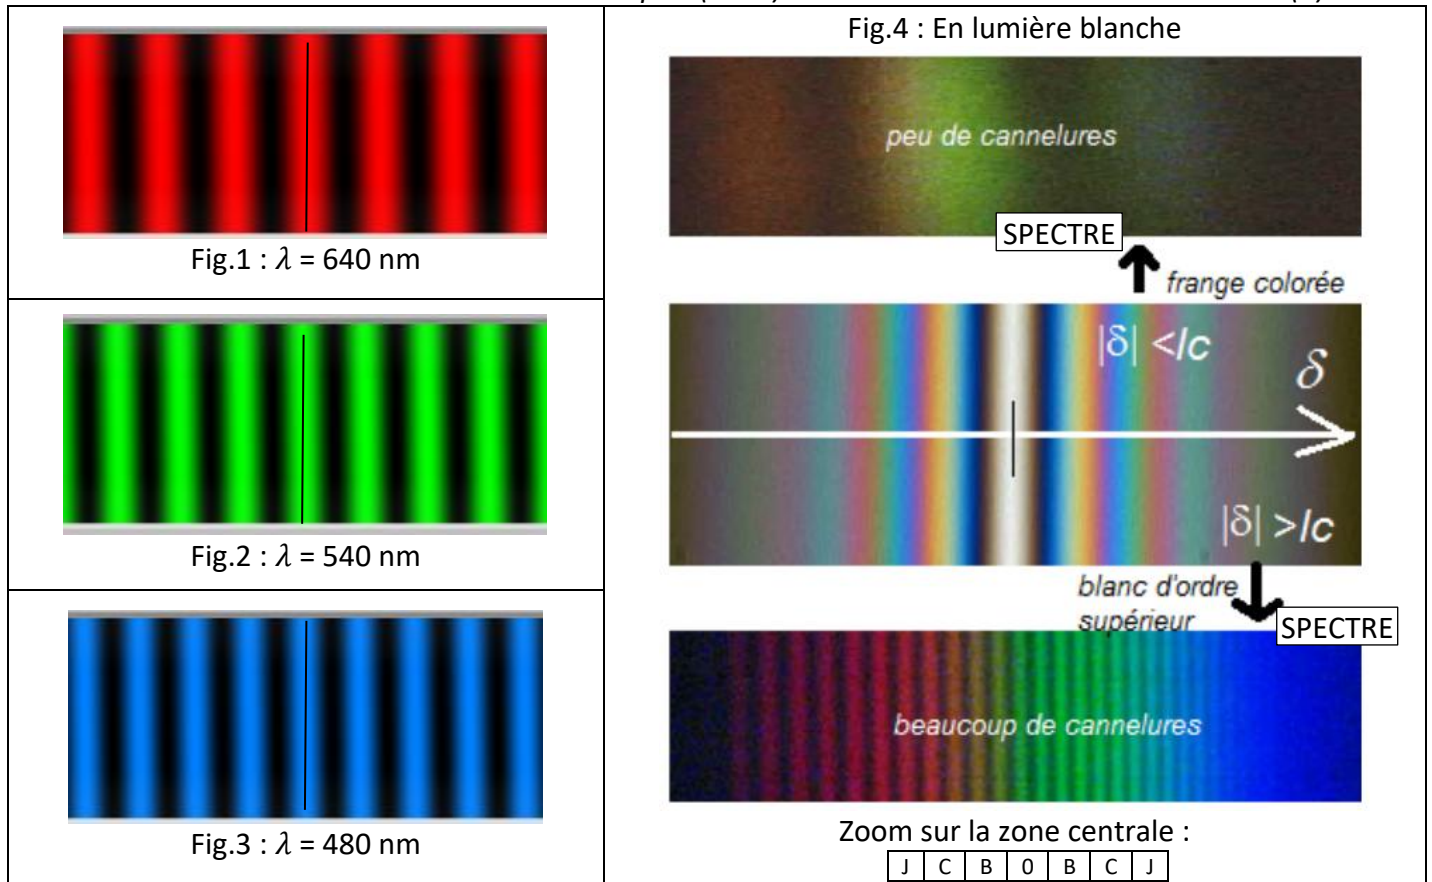 Fig.1 : λ = 640 nm
Fig.2 : λ = 540 nm
Fig.3 : λ = 480 nm
Fig.4 : En lumière blanche
peu de cannelures
SPECTRE
frange colorée
|δ| <lc
δ
|δ| >lc
blanc d'ordre
supérieur
SPECTRE
beaucoup de cannelures
Zoom sur la zone centrale :
J C B 0 B C J